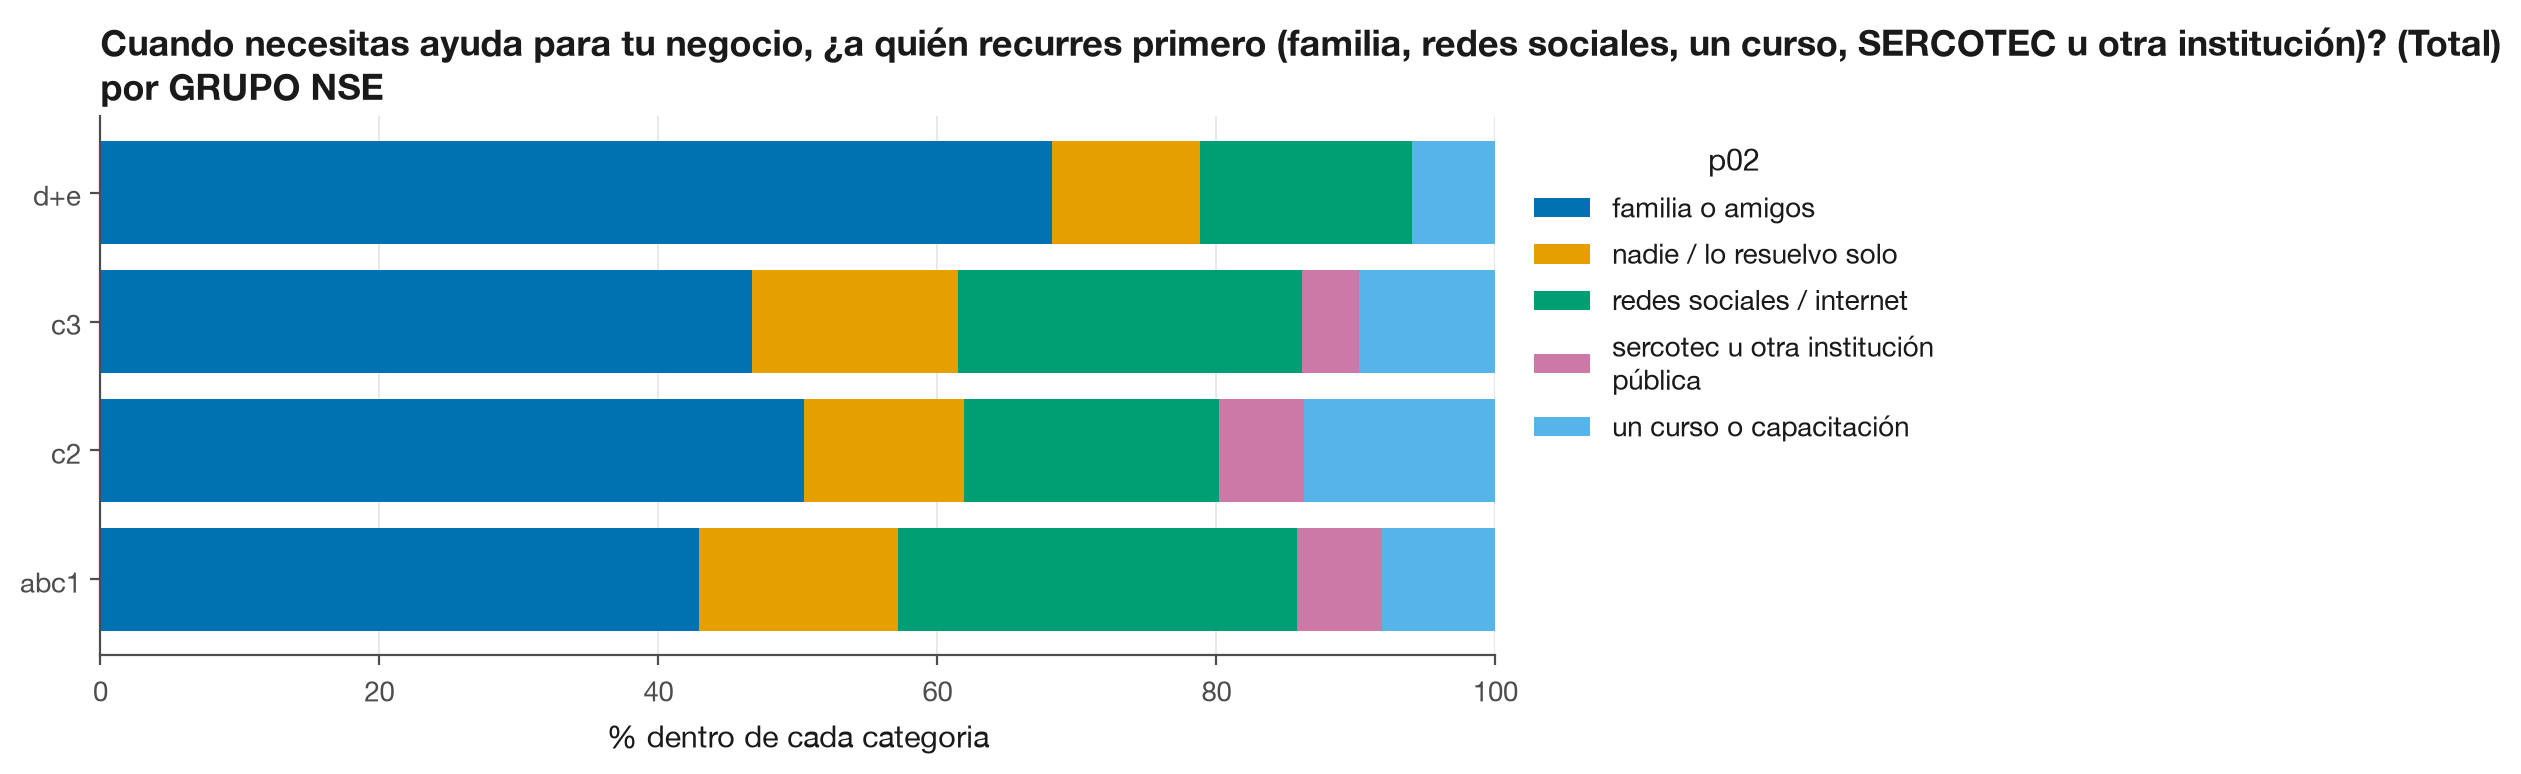 Cuando necesitas ayuda para tu negocio, ¿a quién recurres primero (familia, redes sociales, un curso, SERCOTEC u otra institución)? (Total)
por GRUPO NSE
d+e
c3
c2
abc1
0 20 40 60 80 100
% dentro de cada categoria
p02
familia o amigos
nadie / lo resuelvo solo
redes sociales / internet
sercotec u otra institución
pública
un curso o capacitación